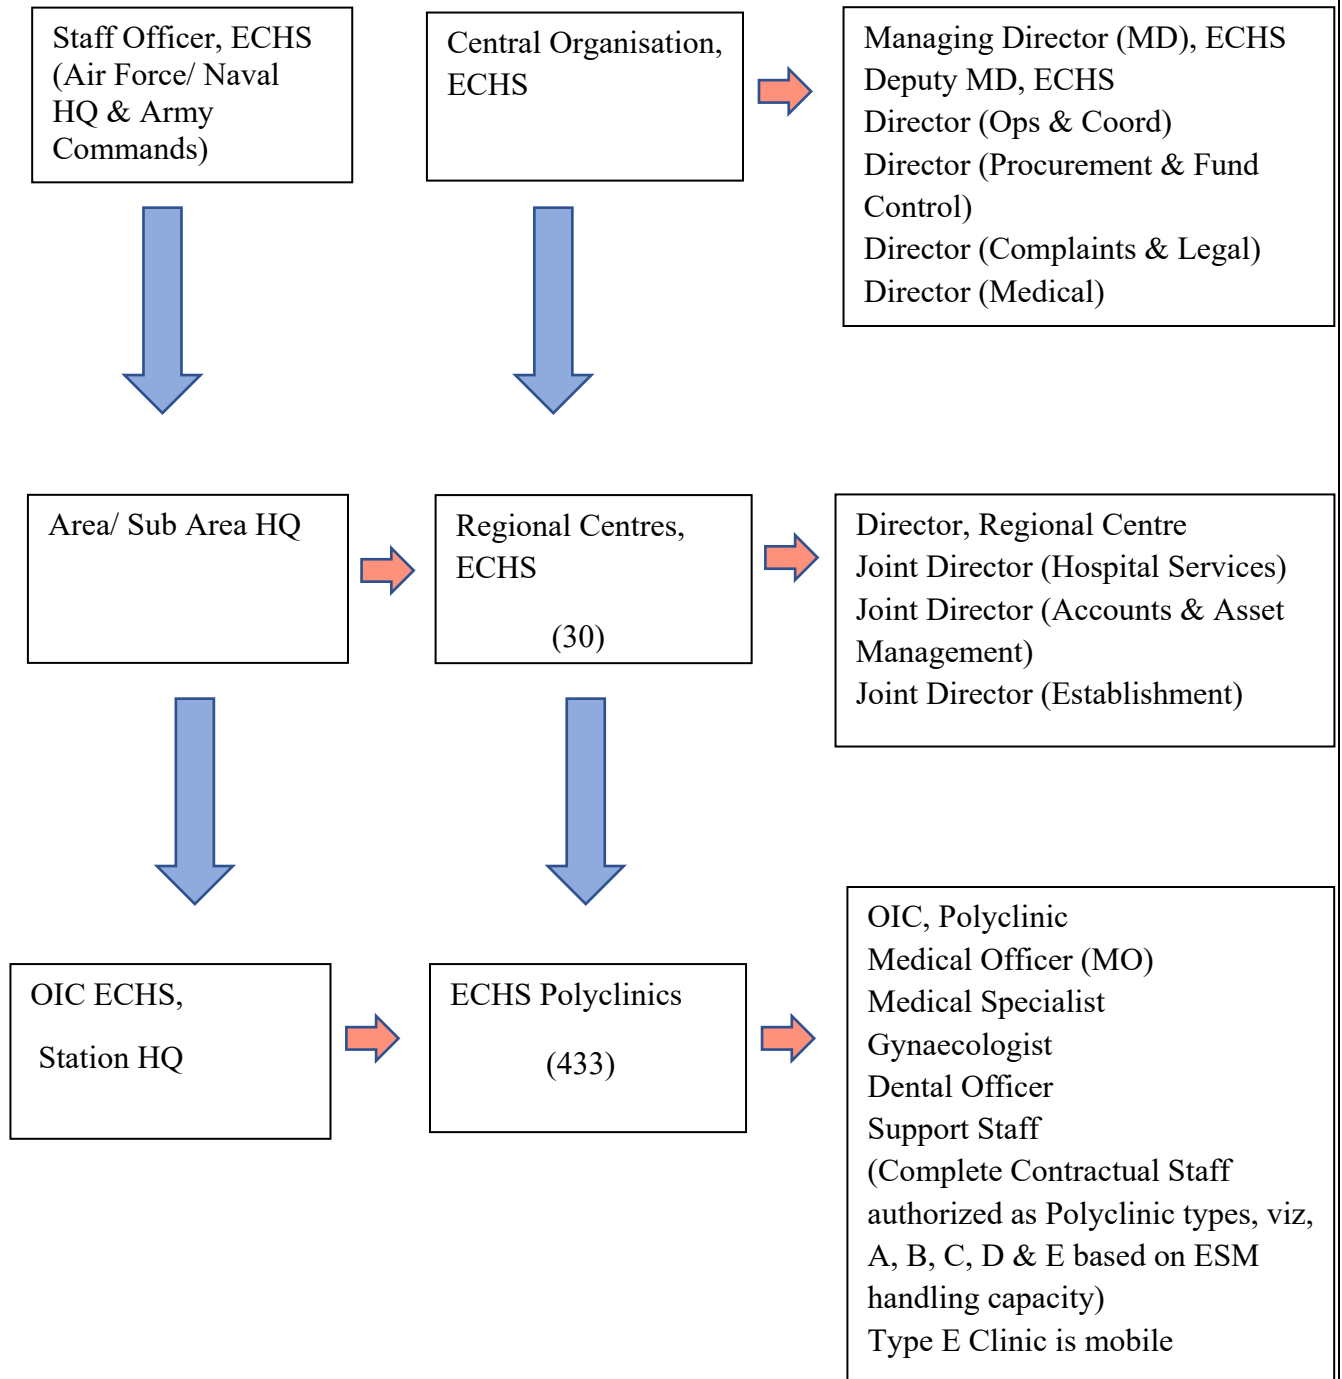 Staff Officer, ECHS
(Air Force/ Naval
HQ & Army
Commands)
Central Organisation,
ECHS
Managing Director (MD), ECHS
Deputy MD, ECHS
Director (Ops & Coord)
Director (Procurement & Fund
Control)
Director (Complaints & Legal)
Director (Medical)
Area/ Sub Area HQ
Regional Centres,
ECHS
(30)
Director, Regional Centre
Joint Director (Hospital Services)
Joint Director (Accounts & Asset
Management)
Joint Director (Establishment)
OIC ECHS,
Station HQ
ECHS Polyclinics
(433)
OIC, Polyclinic
Medical Officer (MO)
Medical Specialist
Gynaecologist
Dental Officer
Support Staff
(Complete Contractual Staff
authorized as Polyclinic types, viz,
A, B, C, D & E based on ESM
handling capacity)
Type E Clinic is mobile